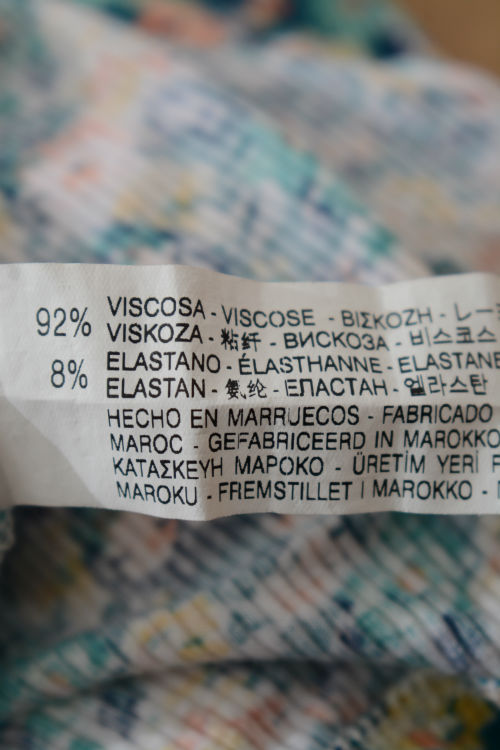 92% VISCOSA - VISCOSE - ΒΙΣΚΟΖΗ - レー
VISKOZA - 粘纤 - ВИСКОЗА - 비스코스
8% ELASTANO - ÉLASTHANNE - ELASTANE
ELASTAN - 氨纶 - ЕПАСТАН - 엘라스탄
HECHO EN MARRUECOS - FABRICADO
MAROC - GEFABRICEERD IN MAROKKO
ΚΑΤΑΣΚΕΥΗ ΜΑΡΟΚΟ - ÜRETİM YERİ F
MAROKU - FREMSTILLET I MAROKKO -